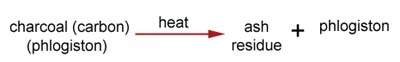 charcoal (carbon)
(phlogiston)
heat
ash
residue
+
phlogiston